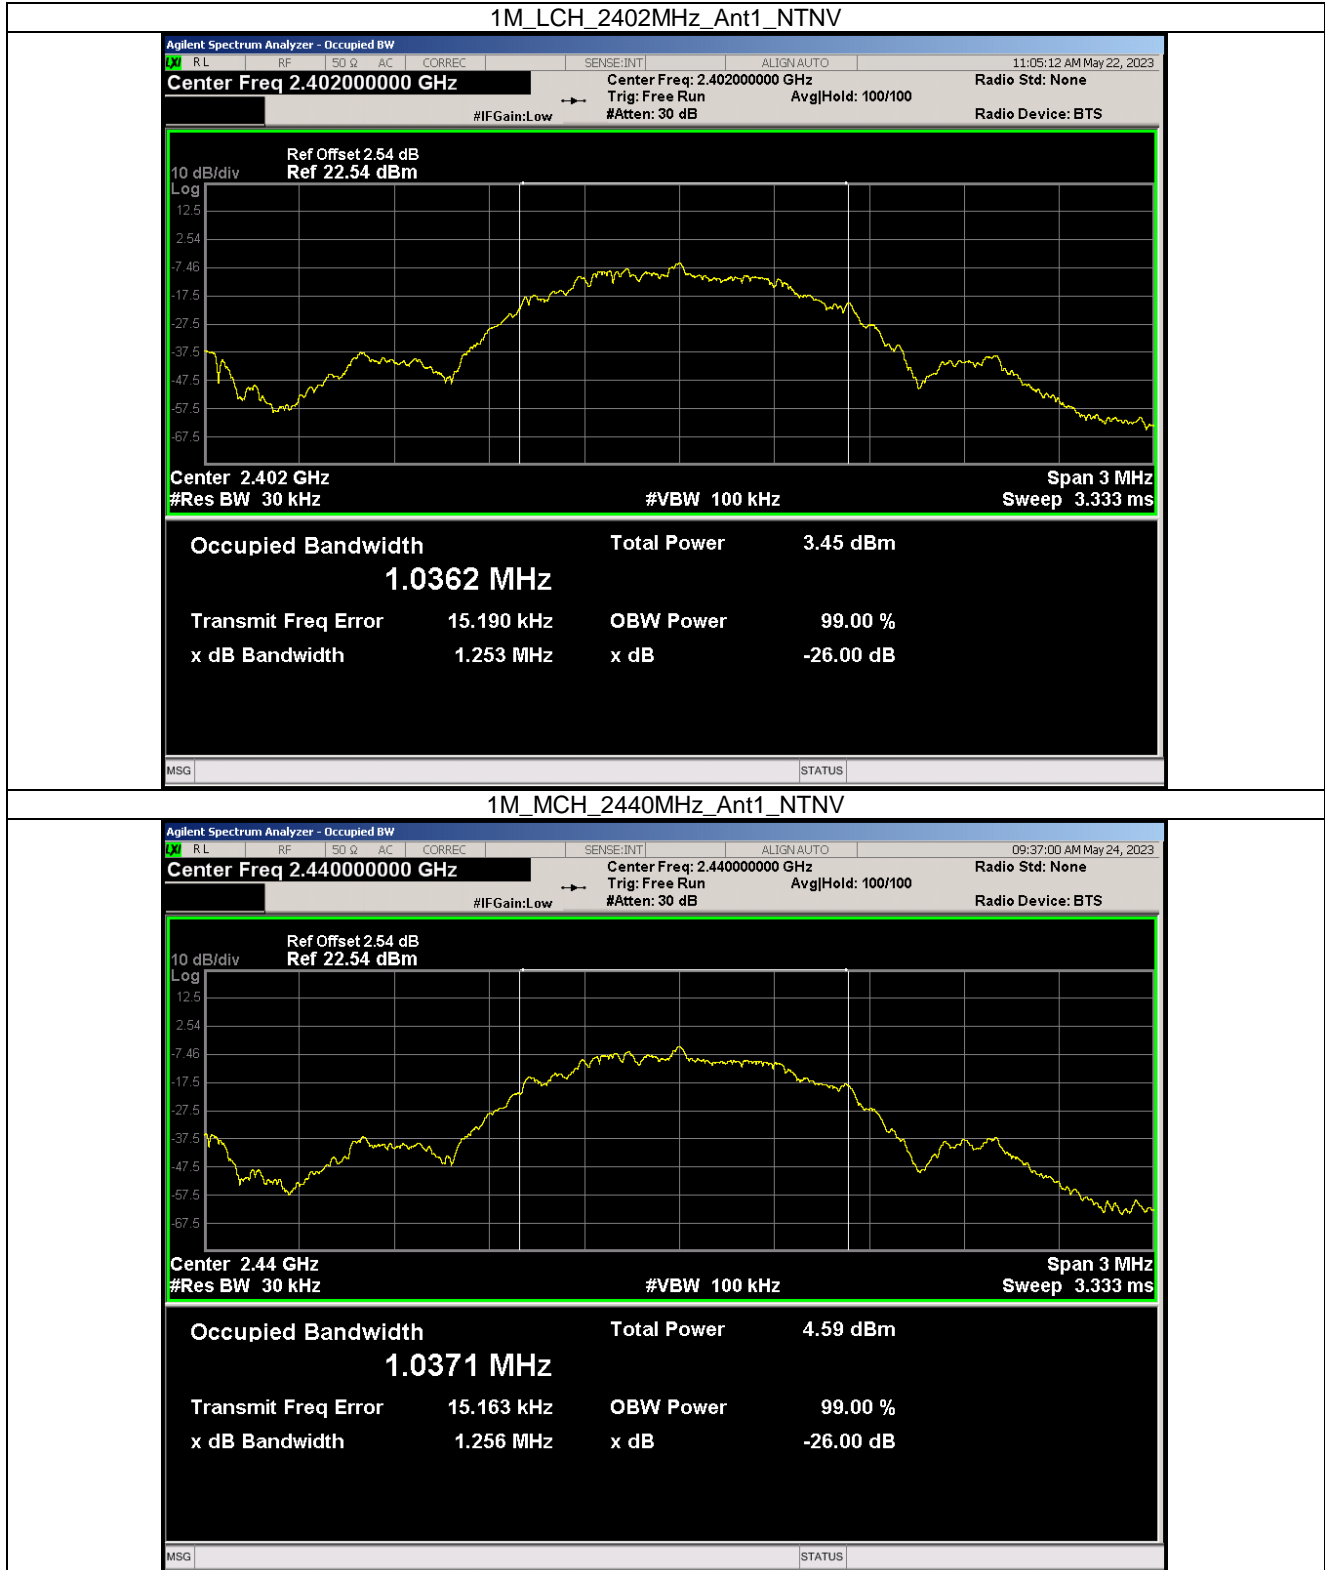 1M_LCH_2402MHz_Ant1_NTNV
Agilent Spectrum Analyzer - Occupied BW
LXI RL RF 50 Ω AC CORREC SENSE:INT ALIGN AUTO 11:05:12 AM May 22, 2023
Center Freq 2.402000000 GHz Center Freq: 2.402000000 GHz Radio Std: None
Trig: Free Run Avg|Hold: 100/100
#IFGain:Low #Atten: 30 dB Radio Device: BTS
Ref Offset 2.54 dB
10 dB/div Ref 22.54 dBm
Log
12.5
2.54
-7.46
-17.5
-27.5
-37.5
-47.5
-57.5
-67.5
Center 2.402 GHz Span 3 MHz
#Res BW 30 kHz #VBW 100 kHz Sweep 3.333 ms
Occupied Bandwidth Total Power 3.45 dBm
1.0362 MHz
Transmit Freq Error 15.190 kHz OBW Power 99.00 %
x dB Bandwidth 1.253 MHz x dB -26.00 dB
MSG STATUS
1M_MCH_2440MHz_Ant1_NTNV
Agilent Spectrum Analyzer - Occupied BW
LXI RL RF 50 Ω AC CORREC SENSE:INT ALIGN AUTO 09:37:00 AM May 24, 2023
Center Freq 2.440000000 GHz Center Freq: 2.440000000 GHz Radio Std: None
Trig: Free Run Avg|Hold: 100/100
#IFGain:Low #Atten: 30 dB Radio Device: BTS
Ref Offset 2.54 dB
10 dB/div Ref 22.54 dBm
Log
12.5
2.54
-7.46
-17.5
-27.5
-37.5
-47.5
-57.5
-67.5
Center 2.44 GHz Span 3 MHz
#Res BW 30 kHz #VBW 100 kHz Sweep 3.333 ms
Occupied Bandwidth Total Power 4.59 dBm
1.0371 MHz
Transmit Freq Error 15.163 kHz OBW Power 99.00 %
x dB Bandwidth 1.256 MHz x dB -26.00 dB
MSG STATUS